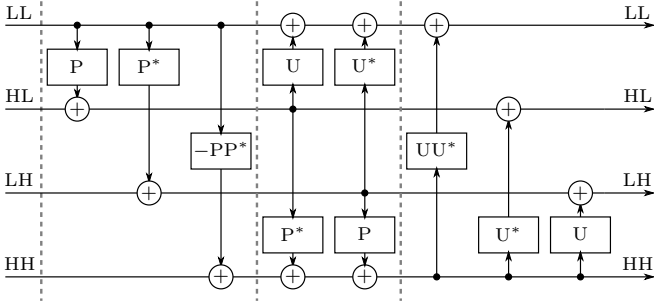 LL LL
P P* U U*
HL HL
−PP* UU*
LH LH
P* P U* U
HH HH